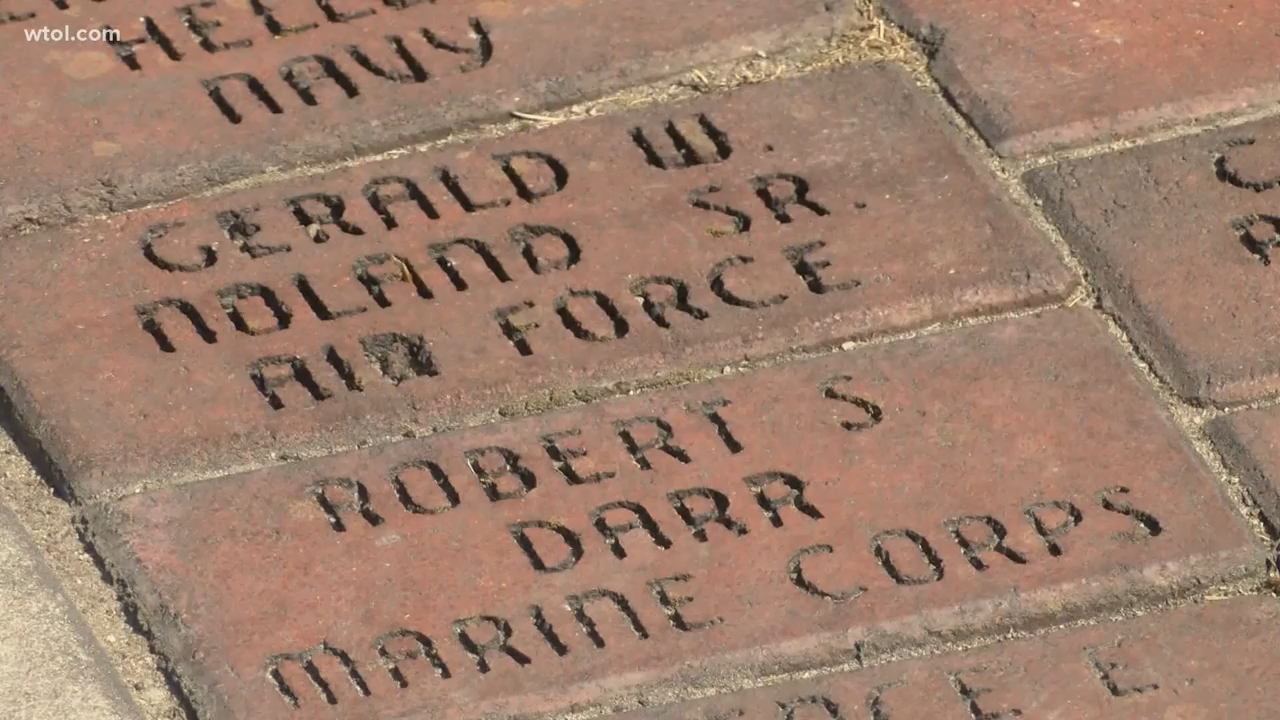 wtol.com
NAVY
GERALD W.
NOLAND SR.
AIR FORCE
ROBERT S
DARR
MARINE CORPS